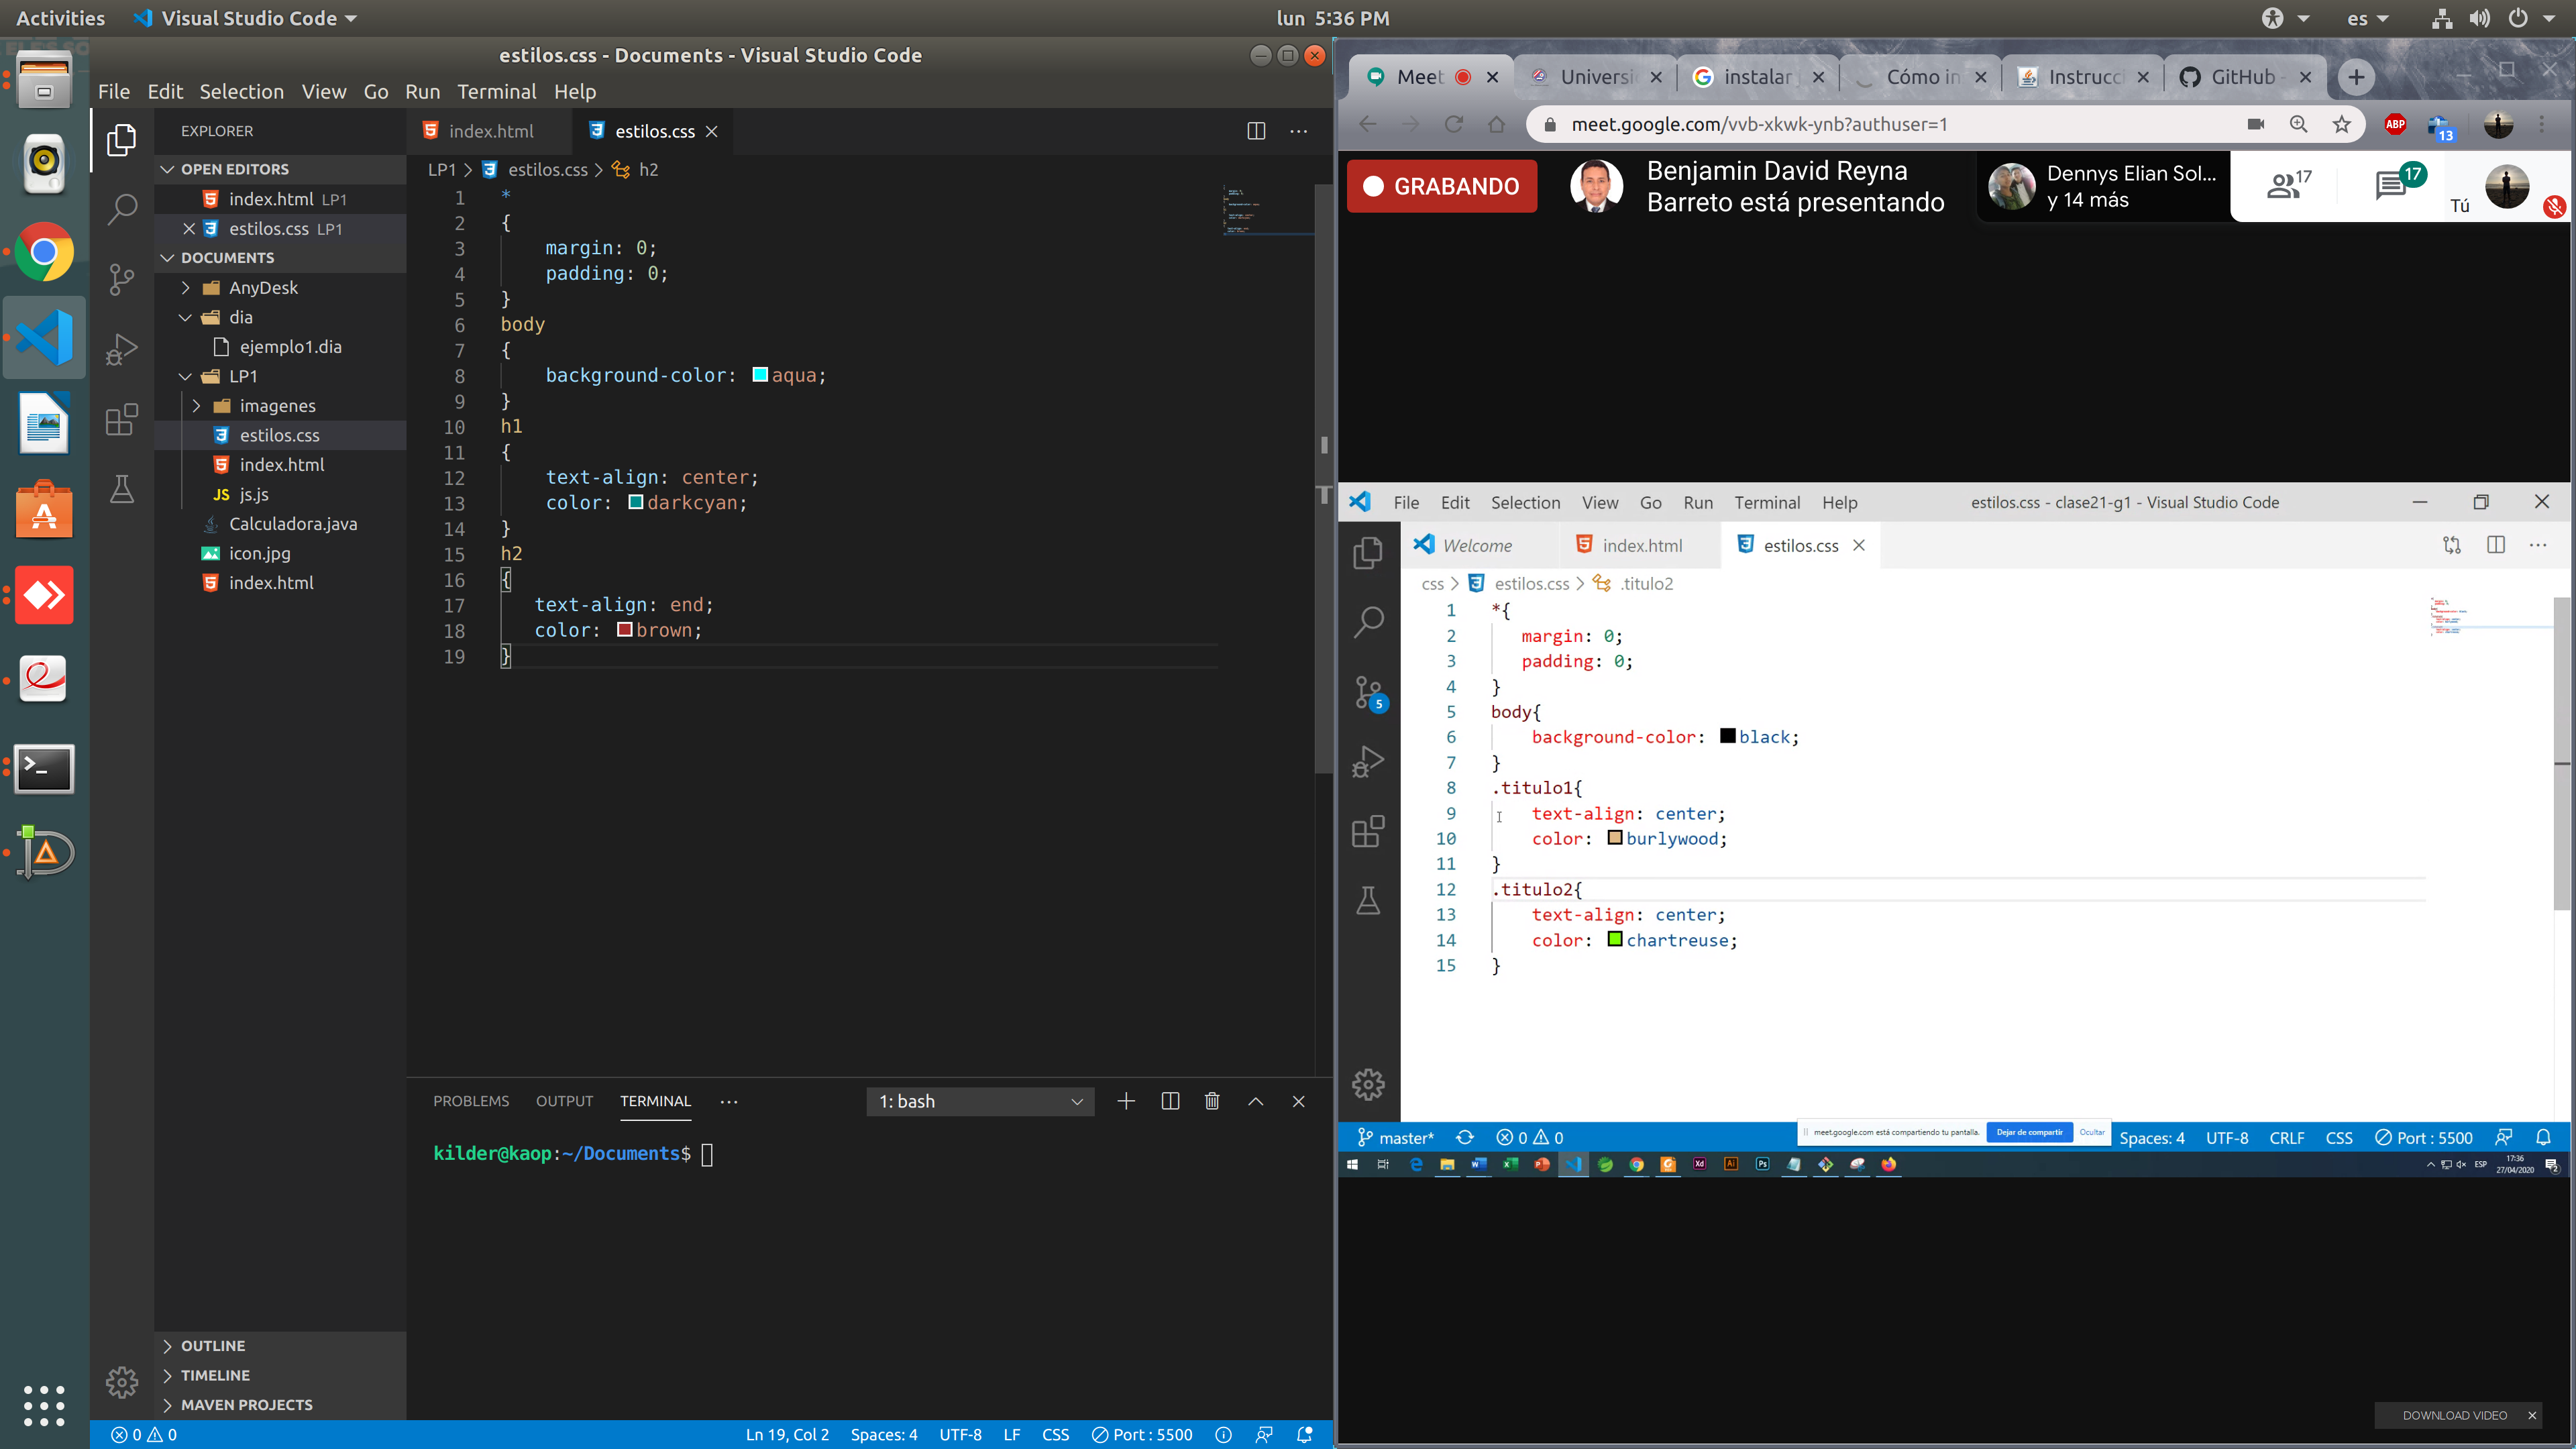 Activities
Visual Studio Code
lun 5:36 PM
es
estilos.css - Documents - Visual Studio Code
File Edit Selection View Go Run Terminal Help
EXPLORER
OPEN EDITORS
index.html LP1
estilos.css LP1
DOCUMENTS
AnyDesk
dia
ejemplo1.dia
LP1
imagenes
estilos.css
index.html
JS js.js
Calculadora.java
icon.jpg
index.html
OUTLINE
TIMELINE
MAVEN PROJECTS
index.html
estilos.css
LP1 > estilos.css > h2
1 *
2 {
3 margin: 0;
4 padding: 0;
5 }
6 body
7 {
8 background-color: aqua;
9 }
10 h1
11 {
12 text-align: center;
13 color: darkcyan;
14 }
15 h2
16 {
17 text-align: end;
18 color: brown;
19 }
PROBLEMS OUTPUT TERMINAL ···
1: bash
kilder@kaop:~/Documents$
0 0
Ln 19, Col 2 Spaces: 4 UTF-8 LF CSS Port : 5500
Meet
Universi
instalar
Cómo in
Instrucci
GitHub -
meet.google.com/vvb-xkwk-ynb?authuser=1
ABP
13
GRABANDO
Benjamin David Reyna
Barreto está presentando
Dennys Elian Sol...
y 14 más
17
17
Tú
File Edit Selection View Go Run Terminal Help
estilos.css - clase21-g1 - Visual Studio Code
Welcome
index.html
estilos.css
css > estilos.css > .titulo2
1 *{
2 margin: 0;
3 padding: 0;
4 }
5 body{
6 background-color: black;
7 }
8 .titulo1{
9 text-align: center;
10 color: burlywood;
11 }
12 .titulo2{
13 text-align: center;
14 color: chartreuse;
15 }
5
master*
0 0
meet.google.com está compartiendo tu pantalla.
Dejar de compartir
Ocultar
Spaces: 4 UTF-8 CRLF CSS Port : 5500
Xd
Ai
Ps
ESP
17:36
27/04/2020
2
DOWNLOAD VIDEO